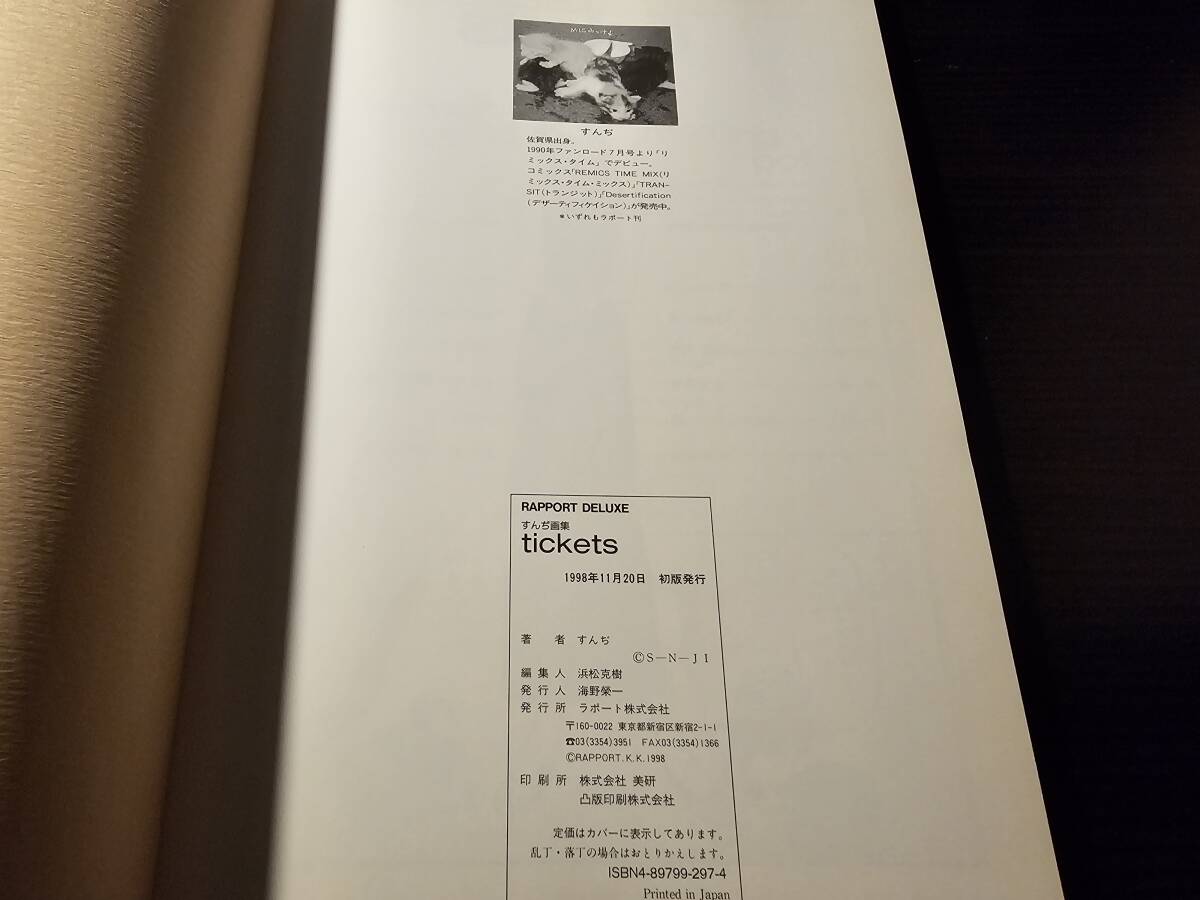 すんぢ
佐賀県出身。
1990年ファンロード7月号より「リ
ミックス・タイム」でデビュー。
コミックス「REMICS TIME MIX(リ
ミックス・タイム・ミックス)」「TRAN-
SIT(トランジット)」「Desertification
(デザーティフィケイション)」が発売中。
*いずれもラポート刊
RAPPORT DELUXE
すんぢ画集
tickets
1998年11月20日 初版発行
著 者 すんぢ
©S―N―JI
編集人 浜松克樹
発行人 海野榮一
発行所 ラポート株式会社
〒160-0022 東京都新宿区新宿2-1-1
☎03(3354)3951 FAX03(3354)1366
©RAPPORT.K.K.1998
印刷所 株式会社 美研
凸版印刷株式会社
定価はカバーに表示してあります。
乱丁・落丁の場合はおとりかえします。
ISBN4-89799-297-4
Printed in Japan